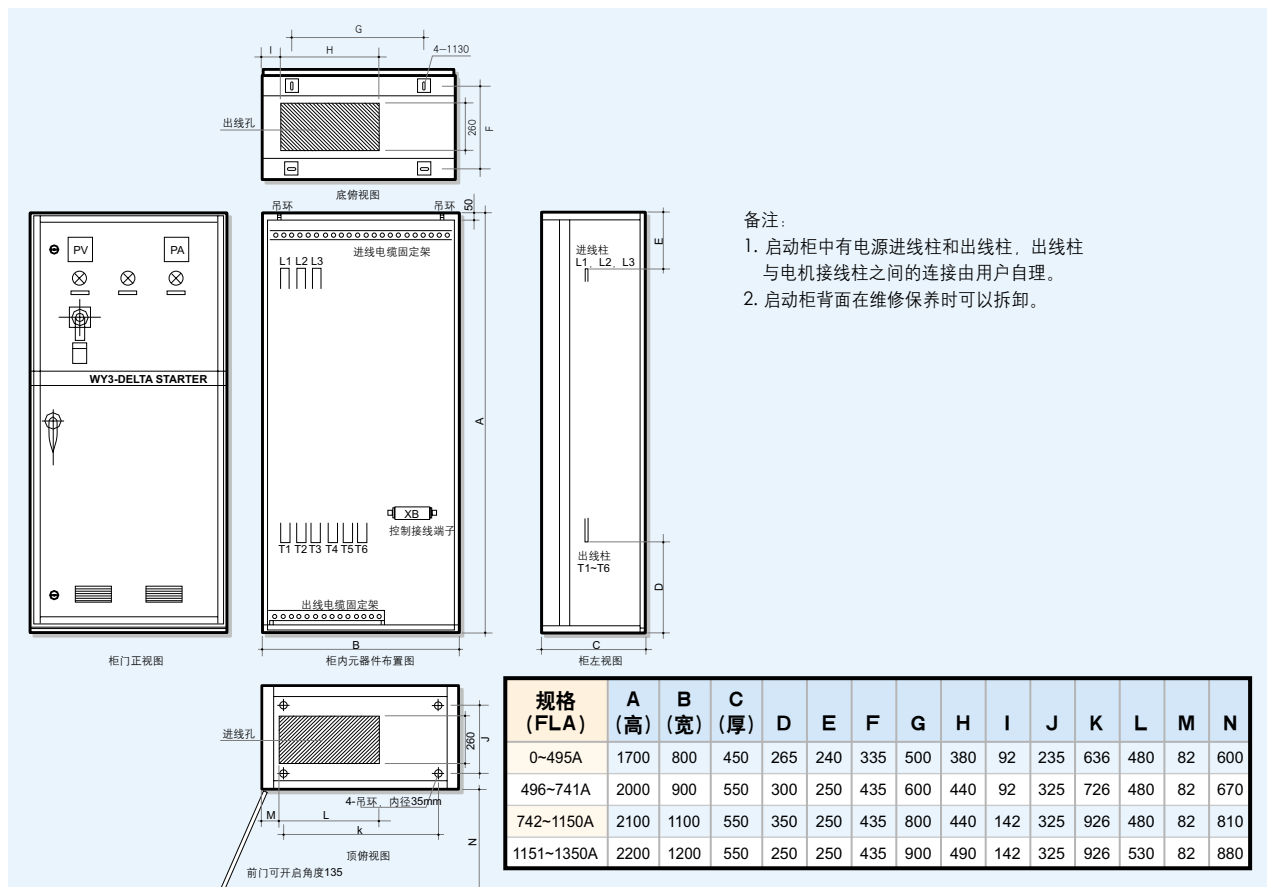 G
I H 4-1130
出线孔
260
F
底俯视图
吊环 吊环 50
PV PA
WY3-DELTA STARTER
柜门正视图
进线电缆固定架
L1 L2 L3
A
XB
控制接线端子
T1 T2 T3 T4 T5 T6
出线电缆固定架
B
柜内元器件布置图
进线柱
L1、L2、L3
E
出线柱
T1~T6
D
C
柜左视图
备注:
1. 启动柜中有电源进线柱和出线柱，出线柱
与电机接线柱之间的连接由用户自理。
2. 启动柜背面在维修保养时可以拆卸。
进线孔
260
J
4-吊环，内径35mm
M L
k
N
顶俯视图
前门可开启角度135
规格 (FLA) A (高) B (宽) C (厚) D E F G H I J K L M N
0~495A 1700 800 450 265 240 335 500 380 92 235 636 480 82 600
496~741A 2000 900 550 300 250 435 600 440 92 325 726 480 82 670
742~1150A 2100 1100 550 350 250 435 800 440 142 325 926 480 82 810
1151~1350A 2200 1200 550 250 250 435 900 490 142 325 926 530 82 880